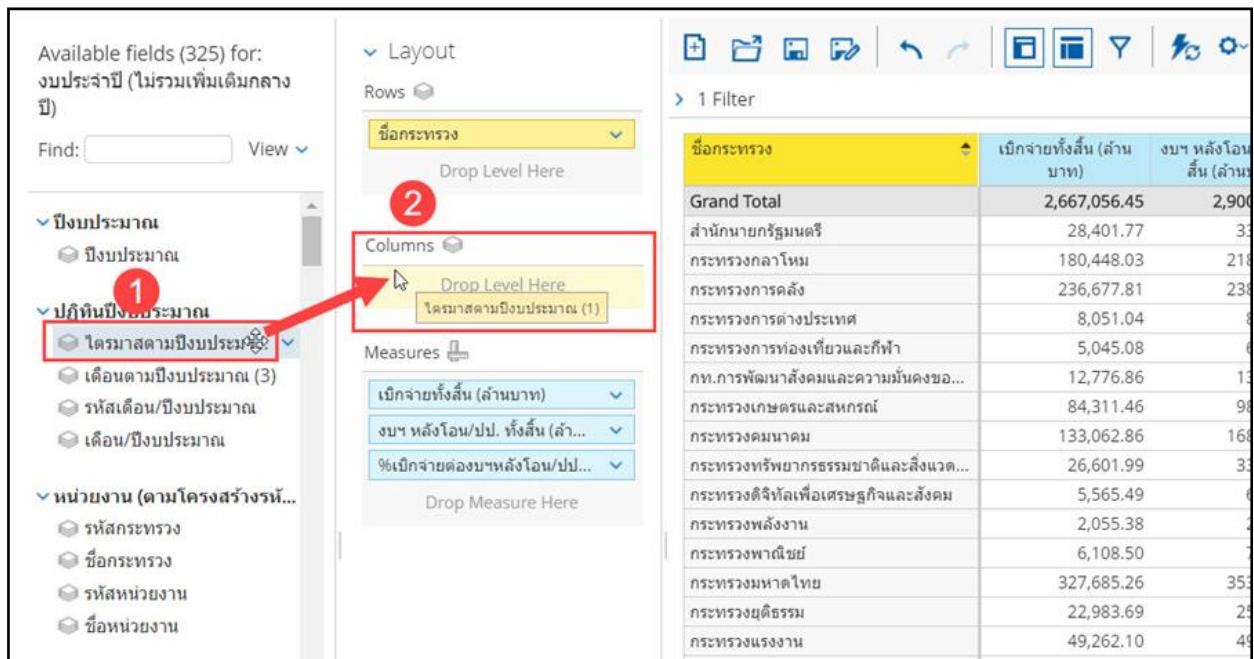 Available fields (325) for:
งบประจำปี (ไม่รวมเพิ่มเติมกลาง
ปี)
Find:
View
ปีงบประมาณ
ปีงบประมาณ
1
ปฏิทินปีงบประมาณ
ไตรมาสตามปีงบประมาณ
เดือนตามปีงบประมาณ (3)
รหัสเดือน/ปีงบประมาณ
เดือน/ปีงบประมาณ
หน่วยงาน (ตามโครงสร้างรหั...
รหัสกระทรวง
ชื่อกระทรวง
รหัสหน่วยงาน
ชื่อหน่วยงาน
Layout
Rows
ชื่อกระทรวง
Drop Level Here
2
Columns
Drop Level Here
ไตรมาสตามปีงบประมาณ (1)
Measures
เบิกจ่ายทั้งสิ้น (ล้านบาท)
งบฯ หลังโอน/ปป. ทั้งสิ้น (ล้า...
%เบิกจ่ายต่องบฯหลังโอน/ปป...
Drop Measure Here
1 Filter
ชื่อกระทรวง เบิกจ่ายทั้งสิ้น (ล้าน งบฯ หลังโอน
บาท) สิ้น (ล้าน
Grand Total 2,667,056.45 2,900
สำนักนายกรัฐมนตรี 28,401.77 33
กระทรวงกลาโหม 180,448.03 218
กระทรวงการคลัง 236,677.81 238
กระทรวงการต่างประเทศ 8,051.04 8
กระทรวงการท่องเที่ยวและกีฬา 5,045.08 6
กท.การพัฒนาสังคมและความมั่นคงขอ... 12,776.86 13
กระทรวงเกษตรและสหกรณ์ 84,311.46 98
กระทรวงคมนาคม 133,062.86 168
กระทรวงทรัพยากรธรรมชาติและสิ่งแวด... 26,601.99 33
กระทรวงดิจิทัลเพื่อเศรษฐกิจและสังคม 5,565.49 6
กระทรวงพลังงาน 2,055.38 2
กระทรวงพาณิชย์ 6,108.50 7
กระทรวงมหาดไทย 327,685.26 353
กระทรวงยุติธรรม 22,983.69 25
กระทรวงแรงงาน 49,262.10 49